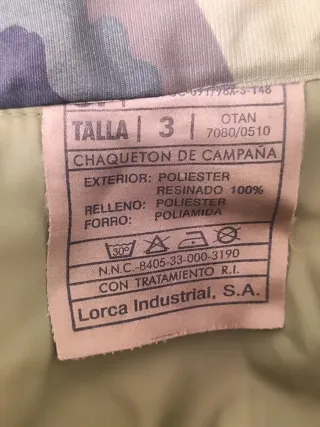 TALLA 3 OTAN
7080/0510
CHAQUETON DE CAMPAÑA
EXTERIOR: POLIESTER
RESINADO 100%
RELLENO: POLIESTER
FORRO: POLIAMIDA
30º
N.N.C.-8405-33-000-3190
CON TRATAMIENTO R.I.
Lorca Industrial, S.A.